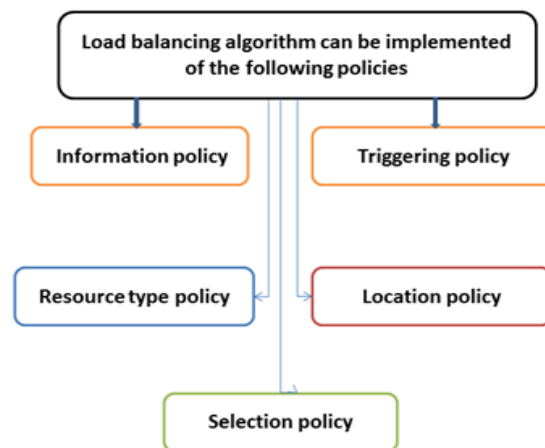 Load balancing algorithm can be implemented
of the following policies
Information policy
Triggering policy
Resource type policy
Location policy
Selection policy